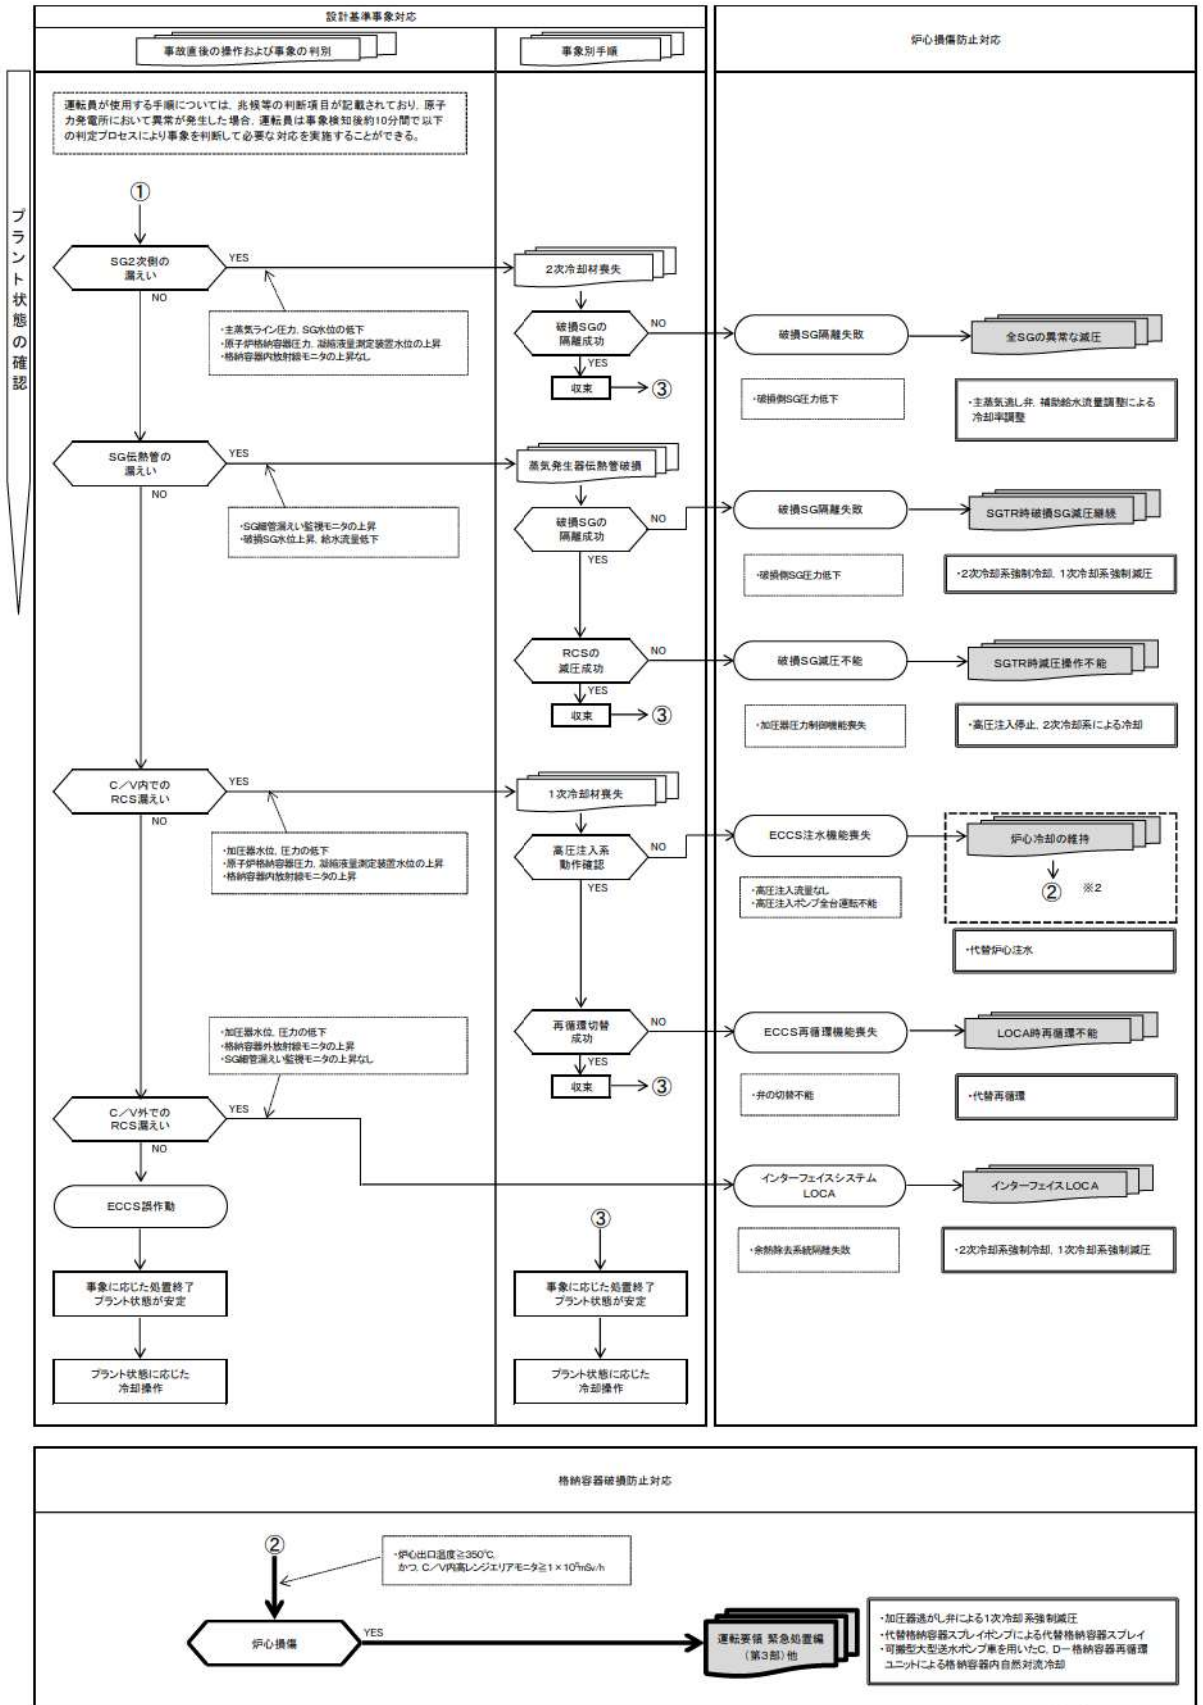 設計基準事象対応
事故直後の操作および事象の判別
事象別手順
炉心損傷防止対応
プラント状態の確認
運転員が使用する手順については、兆候等の判断項目が記載されており、原子
力発電所において異常が発生した場合、運転員は事象検知後約10分間で以下
の判定プロセスにより事象を判断して必要な対応を実施することができる。
①
SG2次側の
漏えい
YES
NO
・主蒸気ライン圧力、SG水位の低下
・原子炉格納容器圧力、凝縮液量測定装置水位の上昇
・格納容器内放射線モニタの上昇なし
2次冷却材喪失
破損SGの
隔離成功
NO
YES
収束
③
破損SG隔離失敗
・破損側SG圧力低下
全SGの異常な減圧
・主蒸気逃し弁、補助給水流量調整による
冷却率調整
SG伝熱管の
漏えい
YES
NO
・SG細管漏えい監視モニタの上昇
・破損SG水位上昇、給水流量低下
蒸気発生器伝熱管破損
破損SGの
隔離成功
NO
YES
破損SG隔離失敗
・破損側SG圧力低下
SGTR時破損SG減圧継続
・2次冷却系強制冷却、1次冷却系強制減圧
RCSの
減圧成功
NO
YES
収束
③
破損SG減圧不能
・加圧器圧力制御機能喪失
SGTR時減圧操作不能
・高圧注入停止、2次冷却系による冷却
C/V内での
RCS漏えい
YES
NO
・加圧器水位、圧力の低下
・原子炉格納容器圧力、凝縮液量測定装置水位の上昇
・格納容器内放射線モニタの上昇
1次冷却材喪失
高圧注入系
動作確認
NO
YES
ECCS注水機能喪失
・高圧注入流量なし
・高圧注入ポンプ全台運転不能
炉心冷却の維持
② ※2
・代替炉心注水
再循環切替
成功
NO
YES
収束
③
ECCS再循環機能喪失
・弁の切替不能
LOCA時再循環不能
・代替再循環
・加圧器水位、圧力の低下
・格納容器外放射線モニタの上昇
・SG細管漏えい監視モニタの上昇なし
C/V外での
RCS漏えい
YES
NO
インターフェイスシステム
LOCA
・余熱除去系統隔離失敗
インターフェイスLOCA
・2次冷却系強制冷却、1次冷却系強制減圧
ECCS誤作動
事象に応じた処置終了
プラント状態が安定
プラント状態に応じた
冷却操作
③
事象に応じた処置終了
プラント状態が安定
プラント状態に応じた
冷却操作
格納容器破損防止対応
②
・炉心出口温度≧350℃、
かつ、C/V内高レンジエリアモニタ≧1×10⁵mSv/h
炉心損傷
YES
運転要領 緊急処置編
(第3部)他
・加圧器逃がし弁による1次冷却系強制減圧
・代替格納容器スプレイポンプによる代替格納容器スプレイ
・可搬型大型送水ポンプ車を用いたC、D－格納容器再循環
ユニットによる格納容器内自然対流冷却